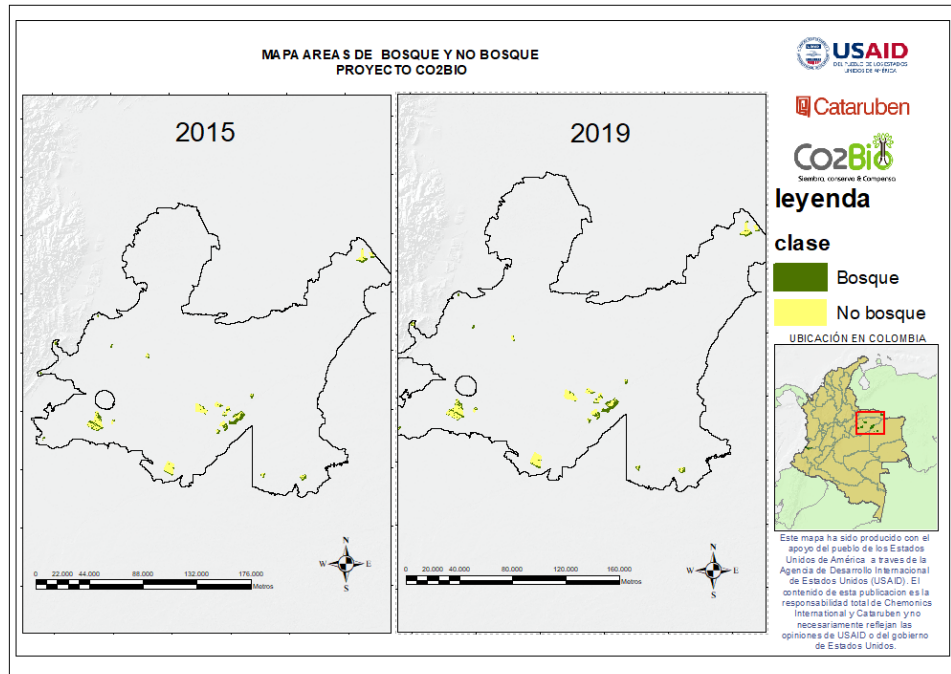 MAPA AREAS DE BOSQUE Y NO BOSQUE
PROYECTO CO2BIO
USAID
DEL PUEBLO DE LOS ESTADOS
UNIDOS DE AMÉRICA
Cataruben
Co2Bio
Siembra, conserve & Compensa
2015
2019
leyenda
clase
Bosque
No bosque
UBICACIÓN EN COLOMBIA
N
W E
S
0 22.000 44.000 88.000 132.000 176.000
Metros
N
W E
S
0 20.000 40.000 80.000 120.000 160.000
Metros
Este mapa ha sido producido con el
apoyo del pueblo de los Estados
Unidos de América a traves de la
Agencia de Desarrollo Internacional
de Estados Unidos (USAID). El
contenido de esta publicacion es la
responsabilidad total de Chemonics
International y Cataruben y no
necesariamente reflejan las
opiniones de USAID o del gobierno
de Estados Unidos.